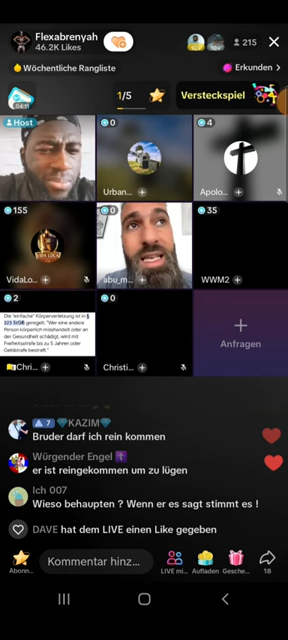 Flexabrenyah
46.2K Likes
215
Wöchentliche Rangliste
Erkunden
04:51
1/5
Versteckspiel
Host
0
4
Urban...
Apolo...
155
0
35
VidaLo...
abu_m...
WWM2
2
Die "einfache" Körperverletzung ist in §
223 StGB geregelt. "Wer eine andere
Person körperlich misshandelt oder an
der Gesundheit schädigt, wird mit
Freiheitsstrafe bis zu 5 Jahren oder
Geldstrafe bestraft."
Chri...
0
Christi...
Anfragen
7 KAZIM
Bruder darf ich rein kommen
Würgender Engel
er ist reingekommen um zu lügen
Ich 007
Wieso behaupten ? Wenn er es sagt stimmt es !
DAVE hat dem LIVE einen Like gegeben
Kommentar hinz...
Abonn...
LIVE mi...
Aufladen
Gesche...
18